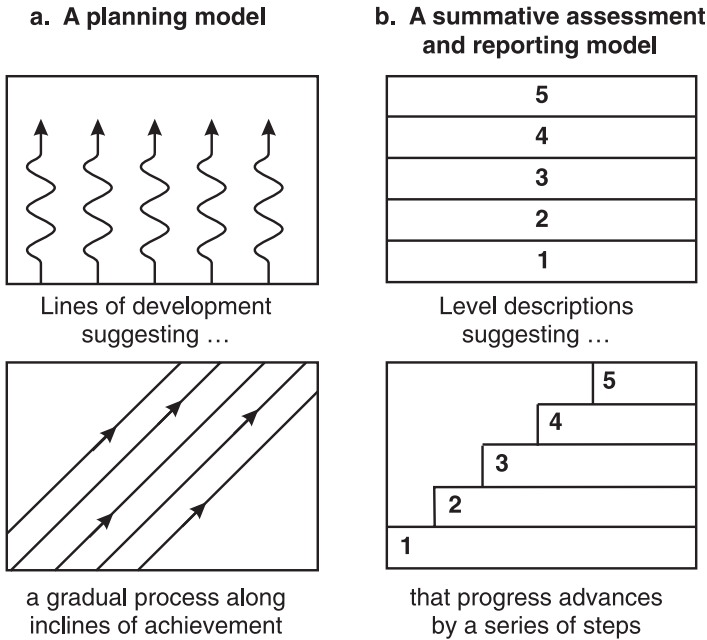 a. A planning model
b. A summative assessment
and reporting model
5
4
3
2
1
Lines of development
suggesting …
Level descriptions
suggesting …
5
4
3
2
1
a gradual process along
inclines of achievement
that progress advances
by a series of steps